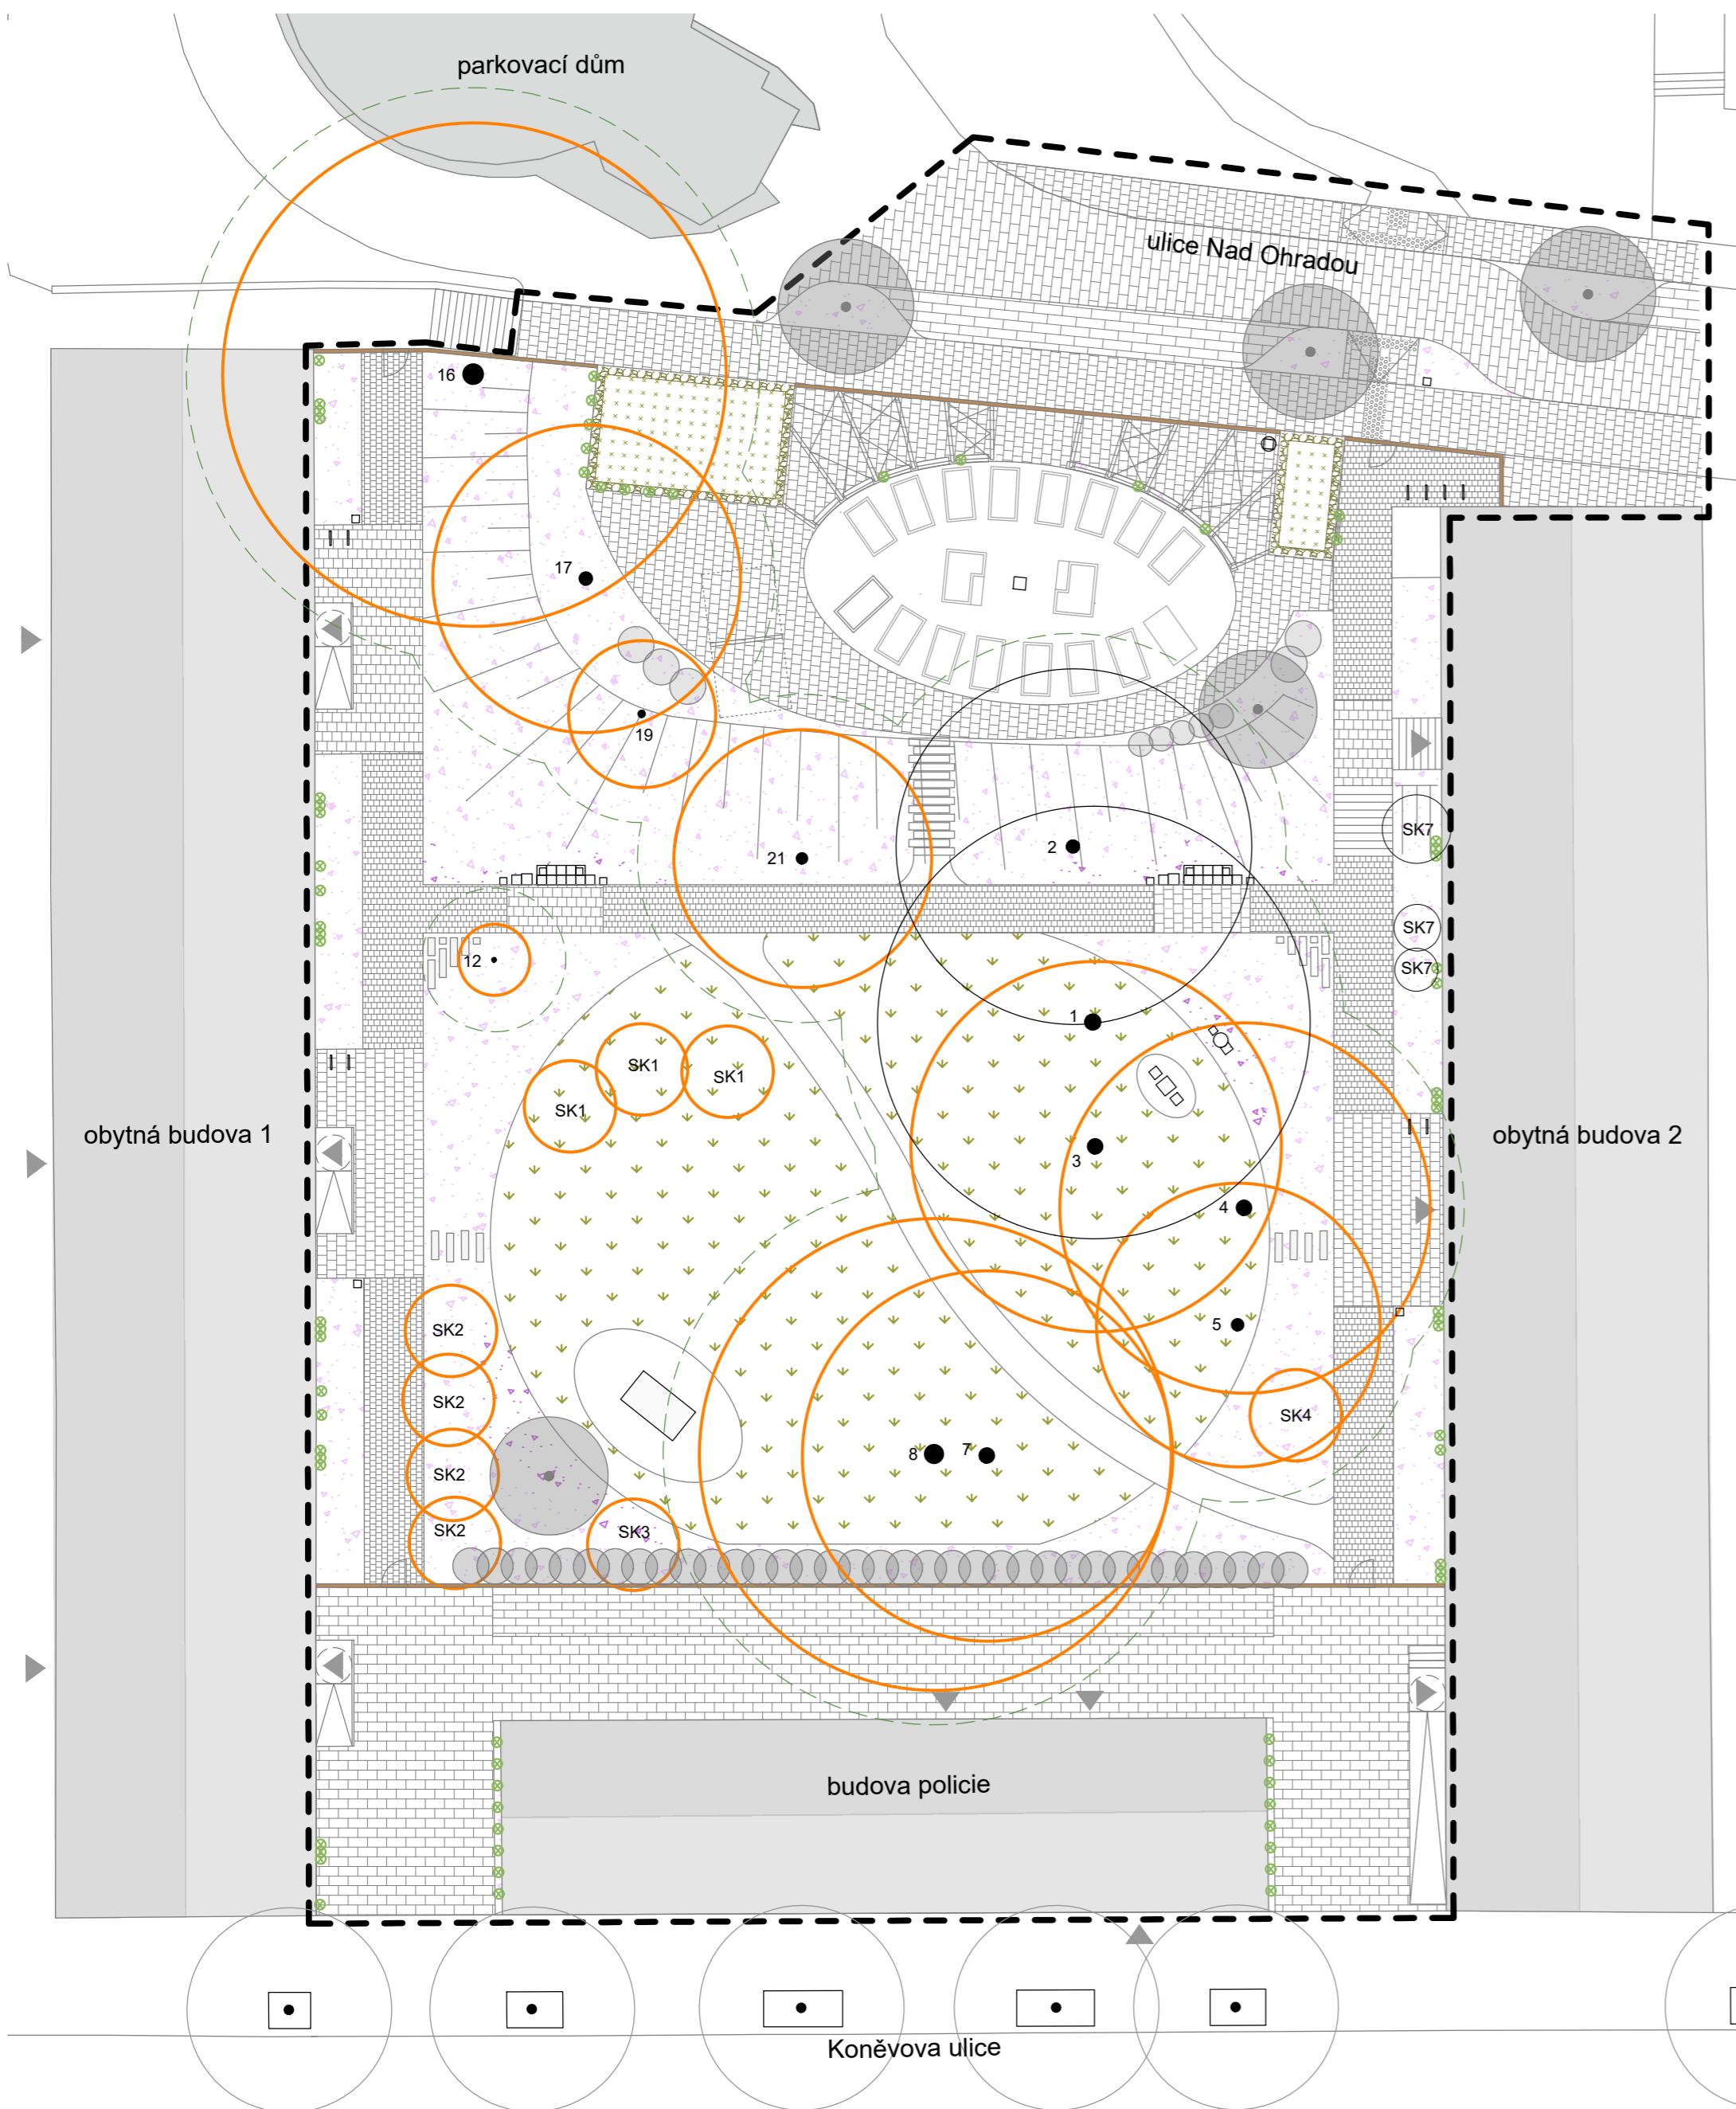 parkovací dům
ulice Nad Ohradou
16
17
19
21
2
SK7
SK7
SK7
12
1
SK1
SK1
SK1
3
4
obytná budova 1
obytná budova 2
5
SK2
SK2
SK2
SK2
SK4
8
7
SK3
budova policie
Koněvova ulice